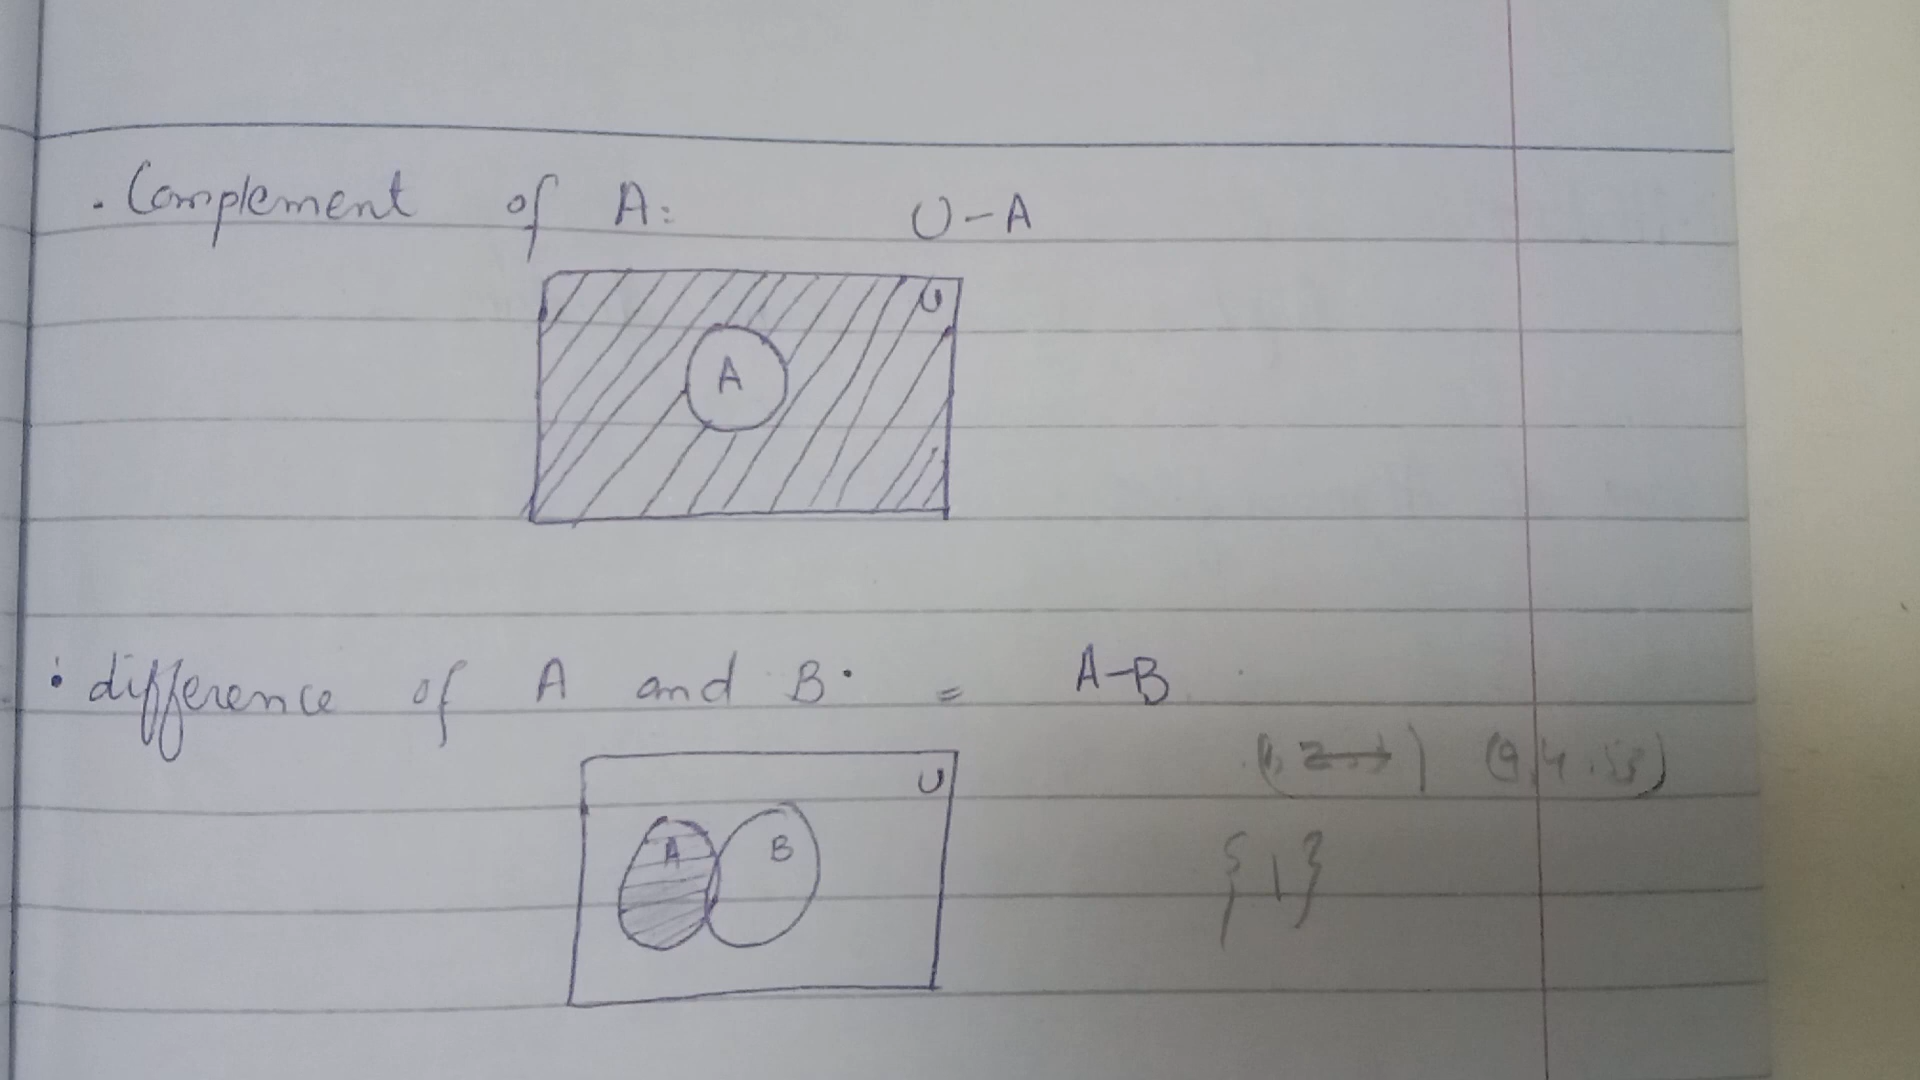 . Complement of A: U-A
U
A
: difference of A and B. = A-B
U
A B
{1}